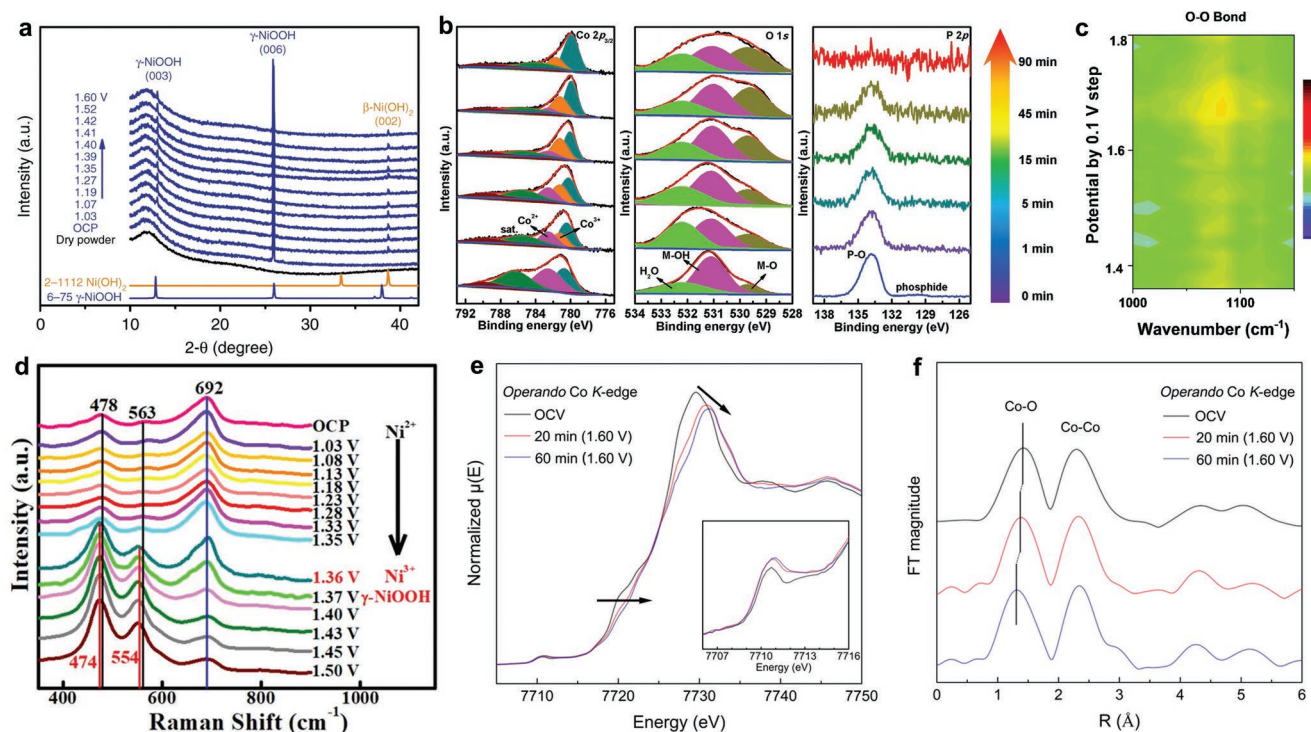 a
γ-NiOOH
(003)
γ-NiOOH
(006)
β-Ni(OH)₂
(002)
1.60 V
1.52
1.42
1.41
1.40
1.39
1.35
1.27
1.19
1.07
1.03
OCP
Dry powder
2–1112 Ni(OH)₂
6–75 γ-NiOOH
Intensity (a.u.)
0 10 20 30 40
2-θ (degree)
b
Co 2p3/2
sat.
Co²⁺
Co³⁺
Intensity (a.u.)
792 788 784 780 776
Binding energy (eV)
O 1s
H₂O
M-OH
M-O
Intensity (a.u.)
534 533 532 531 530 529 528
Binding energy (eV)
P 2p
P-O
phosphide
Intensity (a.u.)
138 135 132 129 126
Binding energy (eV)
90 min
45 min
15 min
5 min
1 min
0 min
c
O-O Bond
Potential by 0.1 V step
1.8
1.6
1.4
1000 1100
Wavenumber (cm⁻¹)
d
478 563 692
OCP
1.03 V
1.08 V
1.13 V
1.18 V
1.23 V
1.28 V
1.33 V
1.35 V
1.36 V
1.37 V
1.40 V
1.43 V
1.45 V
1.50 V
Ni²⁺
Ni³⁺
γ-NiOOH
474 554
Intensity (a.u.)
400 600 800 1000
Raman Shift (cm⁻¹)
e
Operando Co K-edge
OCV
20 min (1.60 V)
60 min (1.60 V)
Normalized μ(E)
7707 7710 7713 7716
Energy (eV)
7710 7720 7730 7740 7750
Energy (eV)
f
Operando Co K-edge
OCV
20 min (1.60 V)
60 min (1.60 V)
Co-O
Co-Co
FT magnitude
0 1 2 3 4 5 6
R (Å)